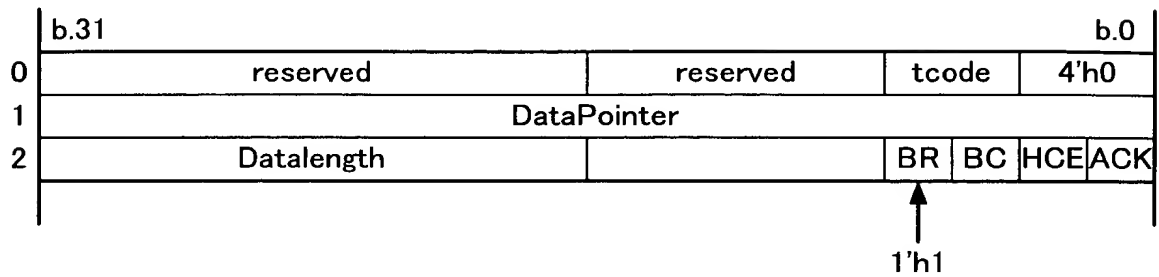 b.31 b.0
0 reserved reserved tcode 4'h0
1 DataPointer
2 Datalength BR BC HCE ACK
1'h1